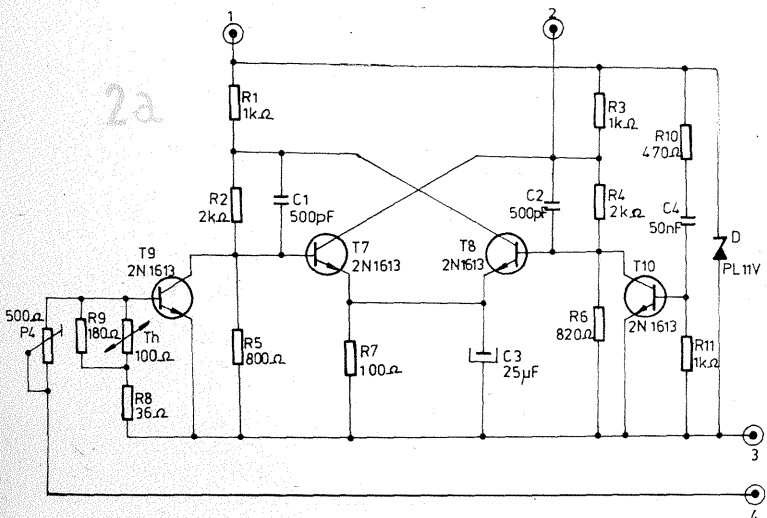 1
2
2a
R1
1kΩ
R3
1kΩ
R10
470Ω
R2
2kΩ
C1
500pF
C2
500pF
R4
2kΩ
C4
50nF
D
PL11V
T9
2N1613
T7
2N1613
T8
2N1613
T10
2N1613
500Ω
P4
R9
180Ω
Th
100Ω
R5
800Ω
R7
100Ω
C3
25µF
R6
820Ω
R11
1kΩ
R8
36Ω
3
4